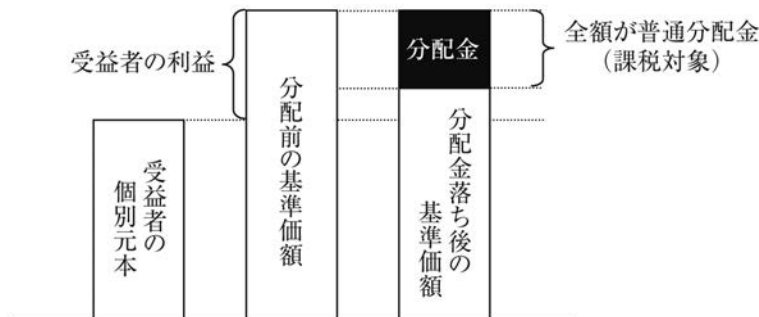 受益者の利益
分配金
全額が普通分配金
（課税対象）
受益者の
個別元本
分配前の基準価額
分配金落ち後の
基準価額